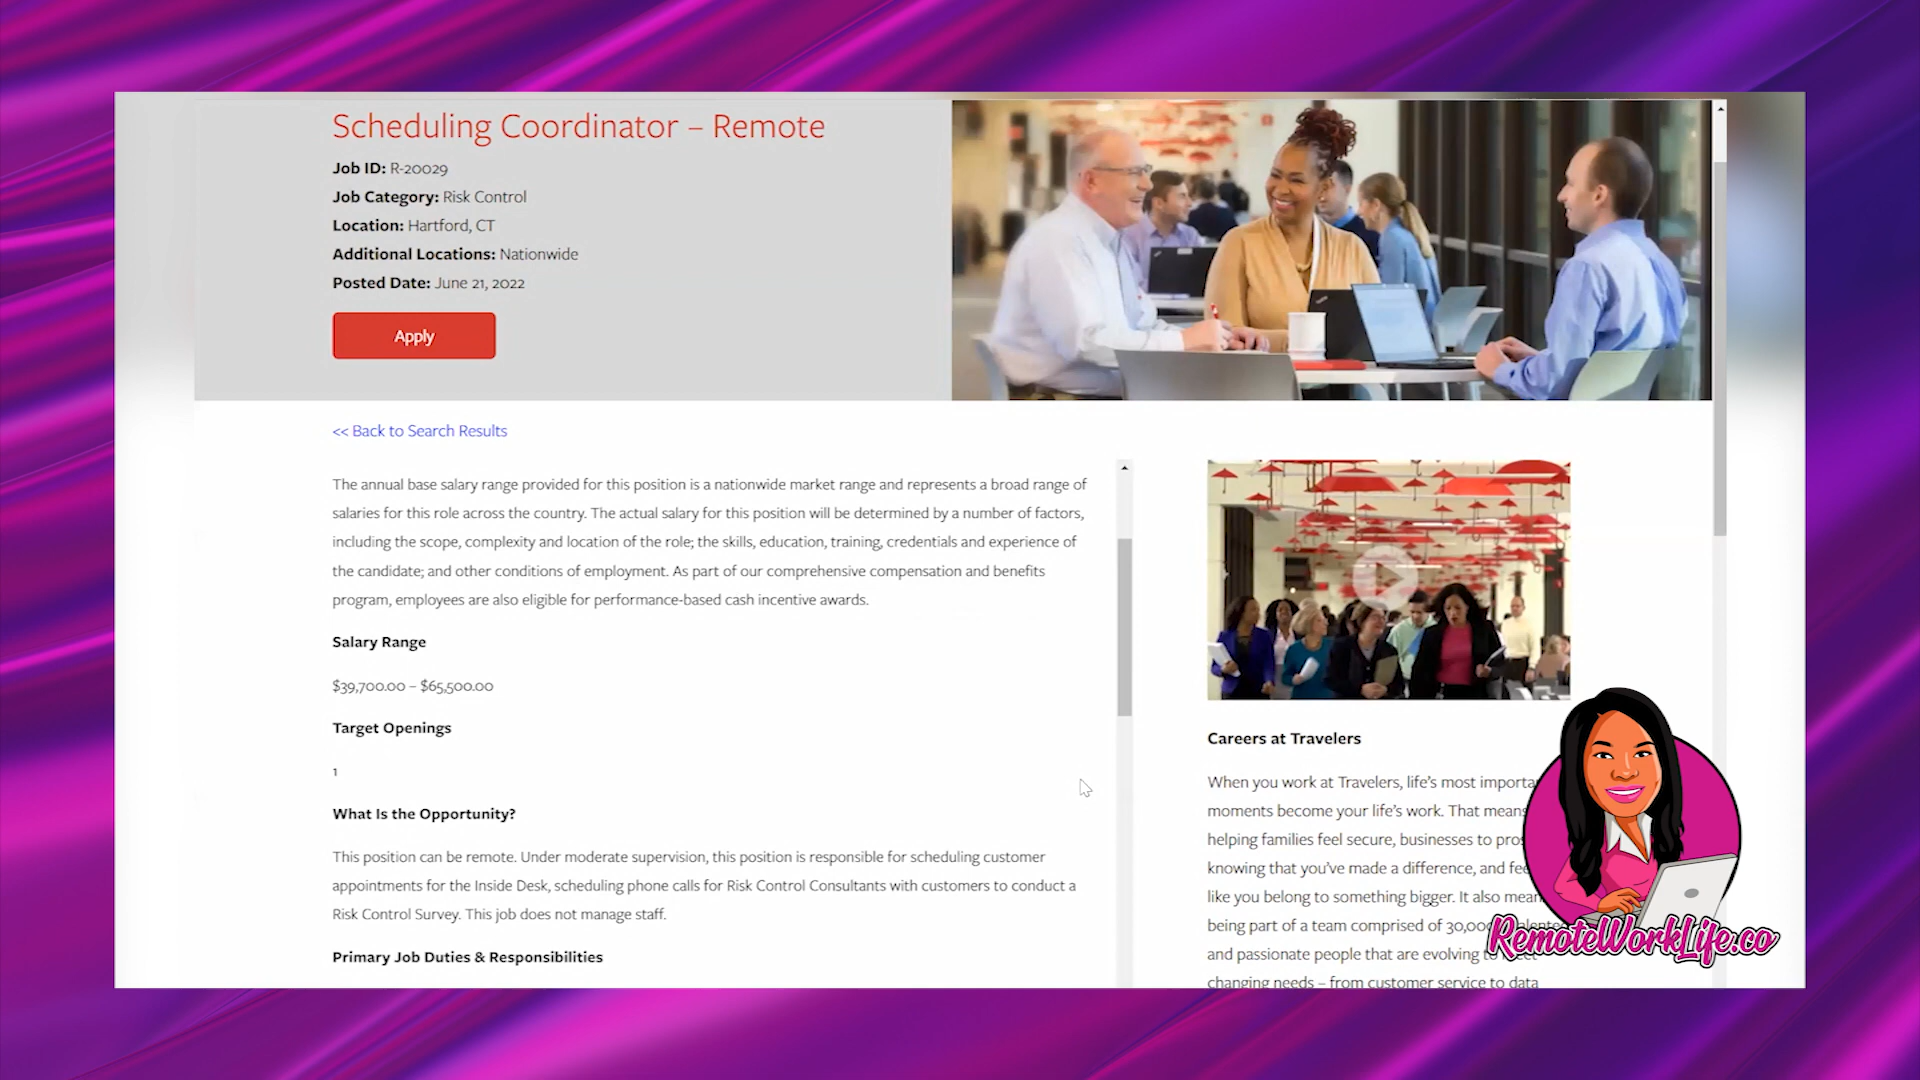 Scheduling Coordinator – Remote
Job ID: R-20029
Job Category: Risk Control
Location: Hartford, CT
Additional Locations: Nationwide
Posted Date: June 21, 2022
Apply
<< Back to Search Results
The annual base salary range provided for this position is a nationwide market range and represents a broad range of
salaries for this role across the country. The actual salary for this position will be determined by a number of factors,
including the scope, complexity and location of the role; the skills, education, training, credentials and experience of
the candidate; and other conditions of employment. As part of our comprehensive compensation and benefits
program, employees are also eligible for performance-based cash incentive awards.
Salary Range
$39,700.00 – $65,500.00
Target Openings
1
What Is the Opportunity?
This position can be remote. Under moderate supervision, this position is responsible for scheduling customer
appointments for the Inside Desk, scheduling phone calls for Risk Control Consultants with customers to conduct a
Risk Control Survey. This job does not manage staff.
Primary Job Duties & Responsibilities
Careers at Travelers
When you work at Travelers, life's most
moments become your life's work. That means
helping families feel secure, businesses to
knowing that you've made a difference, and
like you belong to something bigger. It also
being part of a team comprised of
and passionate people that are evolving
changing needs – from customer service to data
RemoteWorkLife.co